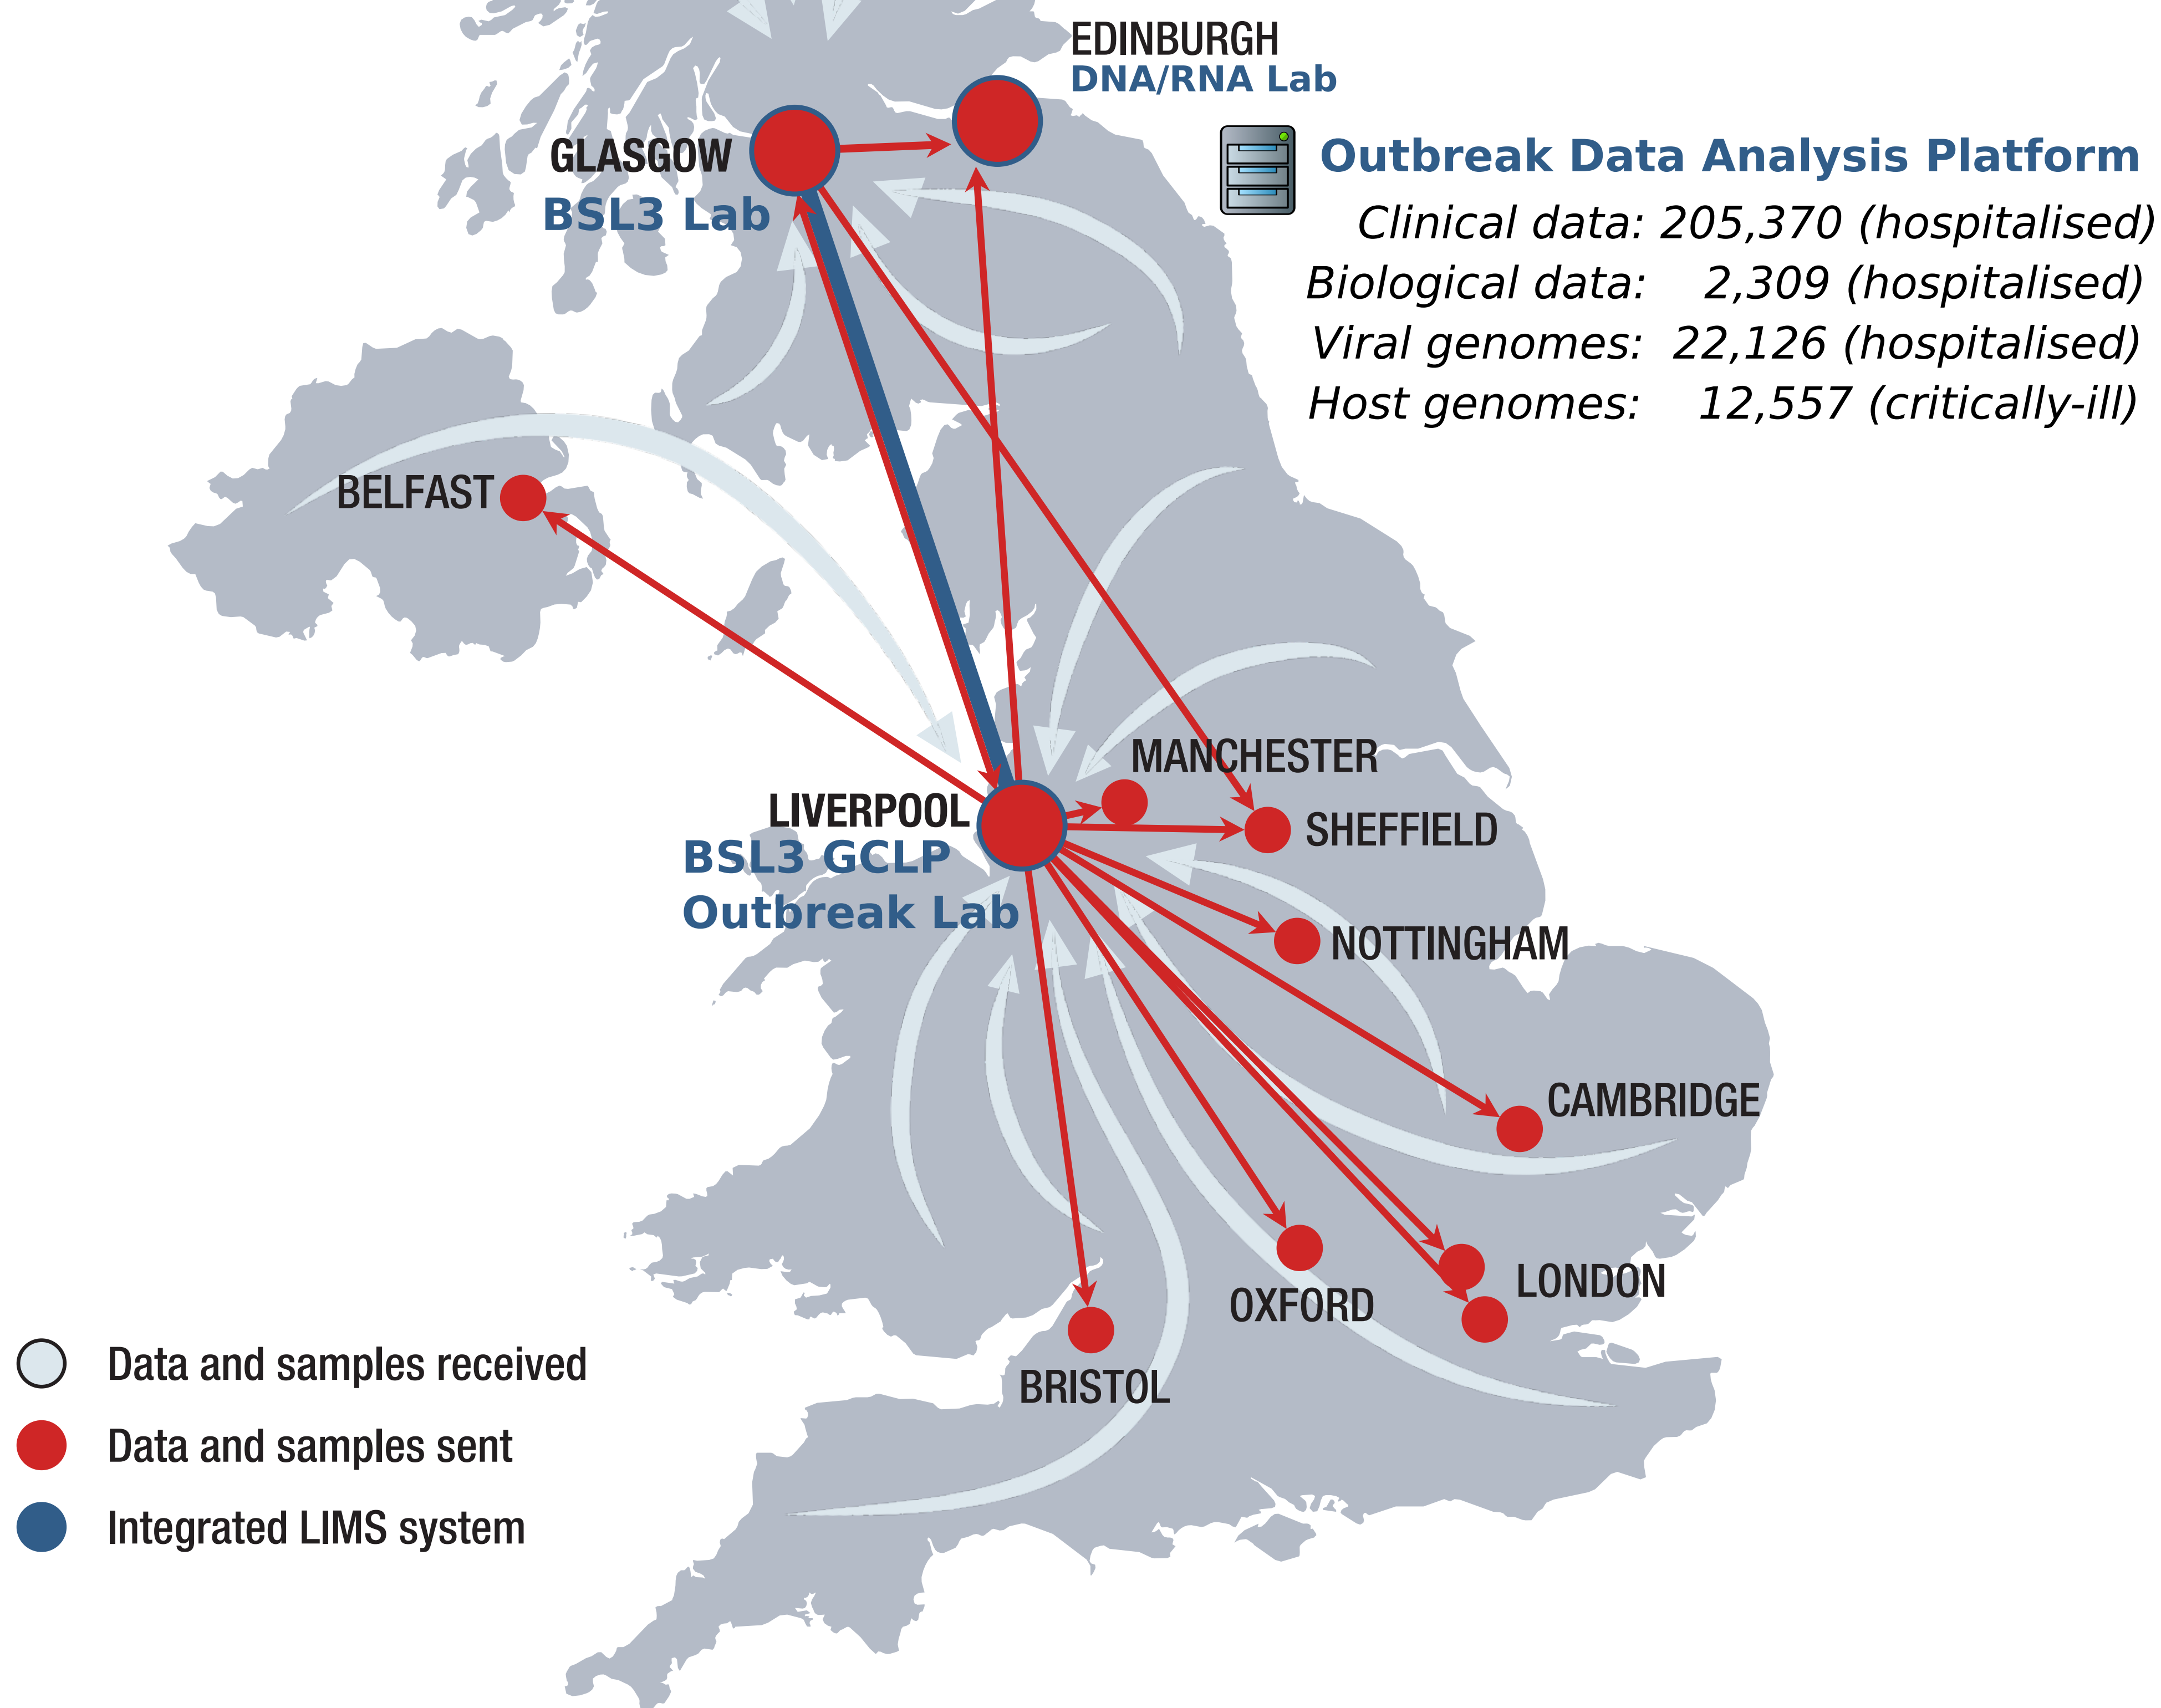 EDINBURGH
DNA/RNA Lab
GLASGOW
BSL3 Lab
Outbreak Data Analysis Platform
Clinical data: 205,370 (hospitalised)
Biological data: 2,309 (hospitalised)
Viral genomes: 22,126 (hospitalised)
Host genomes: 12,557 (critically-ill)
BELFAST
MANCHESTER
LIVERPOOL
BSL3 GCLP
Outbreak Lab
SHEFFIELD
NOTTINGHAM
CAMBRIDGE
LONDON
OXFORD
BRISTOL
Data and samples received
Data and samples sent
Integrated LIMS system